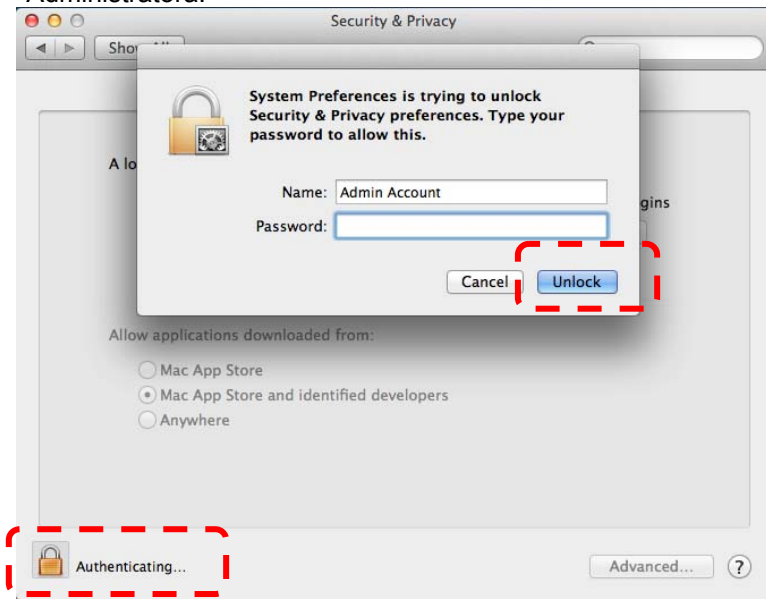 Administratora.
Security & Privacy
Show All
System Preferences is trying to unlock
Security & Privacy preferences. Type your
password to allow this.
A lo
Name: Admin Account
gins
Password:
Cancel Unlock
Allow applications downloaded from:
Mac App Store
Mac App Store and identified developers
Anywhere
Authenticating...
Advanced... ?